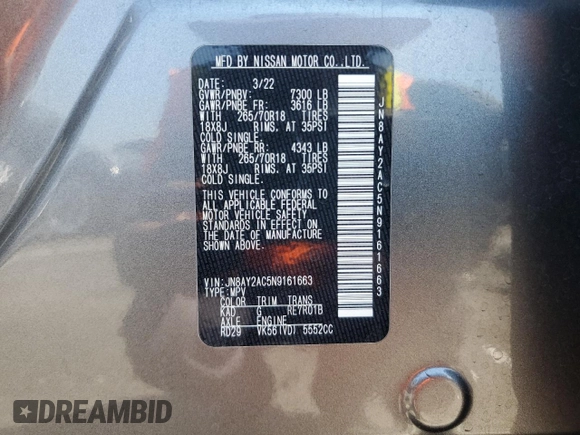 MFD BY NISSAN MOTOR CO.,LTD.
DATE: 3/22
GVWR/PNBV: 7300 LB
GAWR/PNBE FR: 3616 LB
WITH 265/70R18 TIRES
18X8J RIMS. AT 35PSI
COLD SINGLE.
GAWR/PNBE RR: 4343 LB
WITH 265/70R18 TIRES
18X8J RIMS. AT 35PSI
COLD SINGLE.
THIS VEHICLE CONFORMS TO
ALL APPLICABLE FEDERAL
MOTOR VEHICLE SAFETY
STANDARDS IN EFFECT ON
THE DATE OF MANUFACTURE
SHOWN ABOVE.
VIN: JN8AY2AC5N9161663
TYPE: MPV
COLOR TRIM TRANS
KAD G RE7R01B
AXLE ENGINE
RD29 VK56(VD) 5552CC
JN8AY2AC5N9161663
DREAMBID